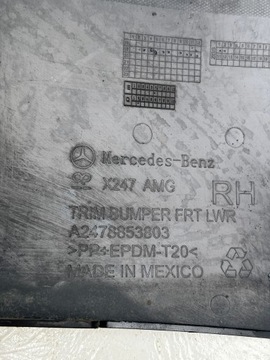 Mercedes-Benz
X247 AMG
RH
TRIM BUMPER FRT LWR
A2478853803
>PP+EPDM-T20<
MADE IN MEXICO